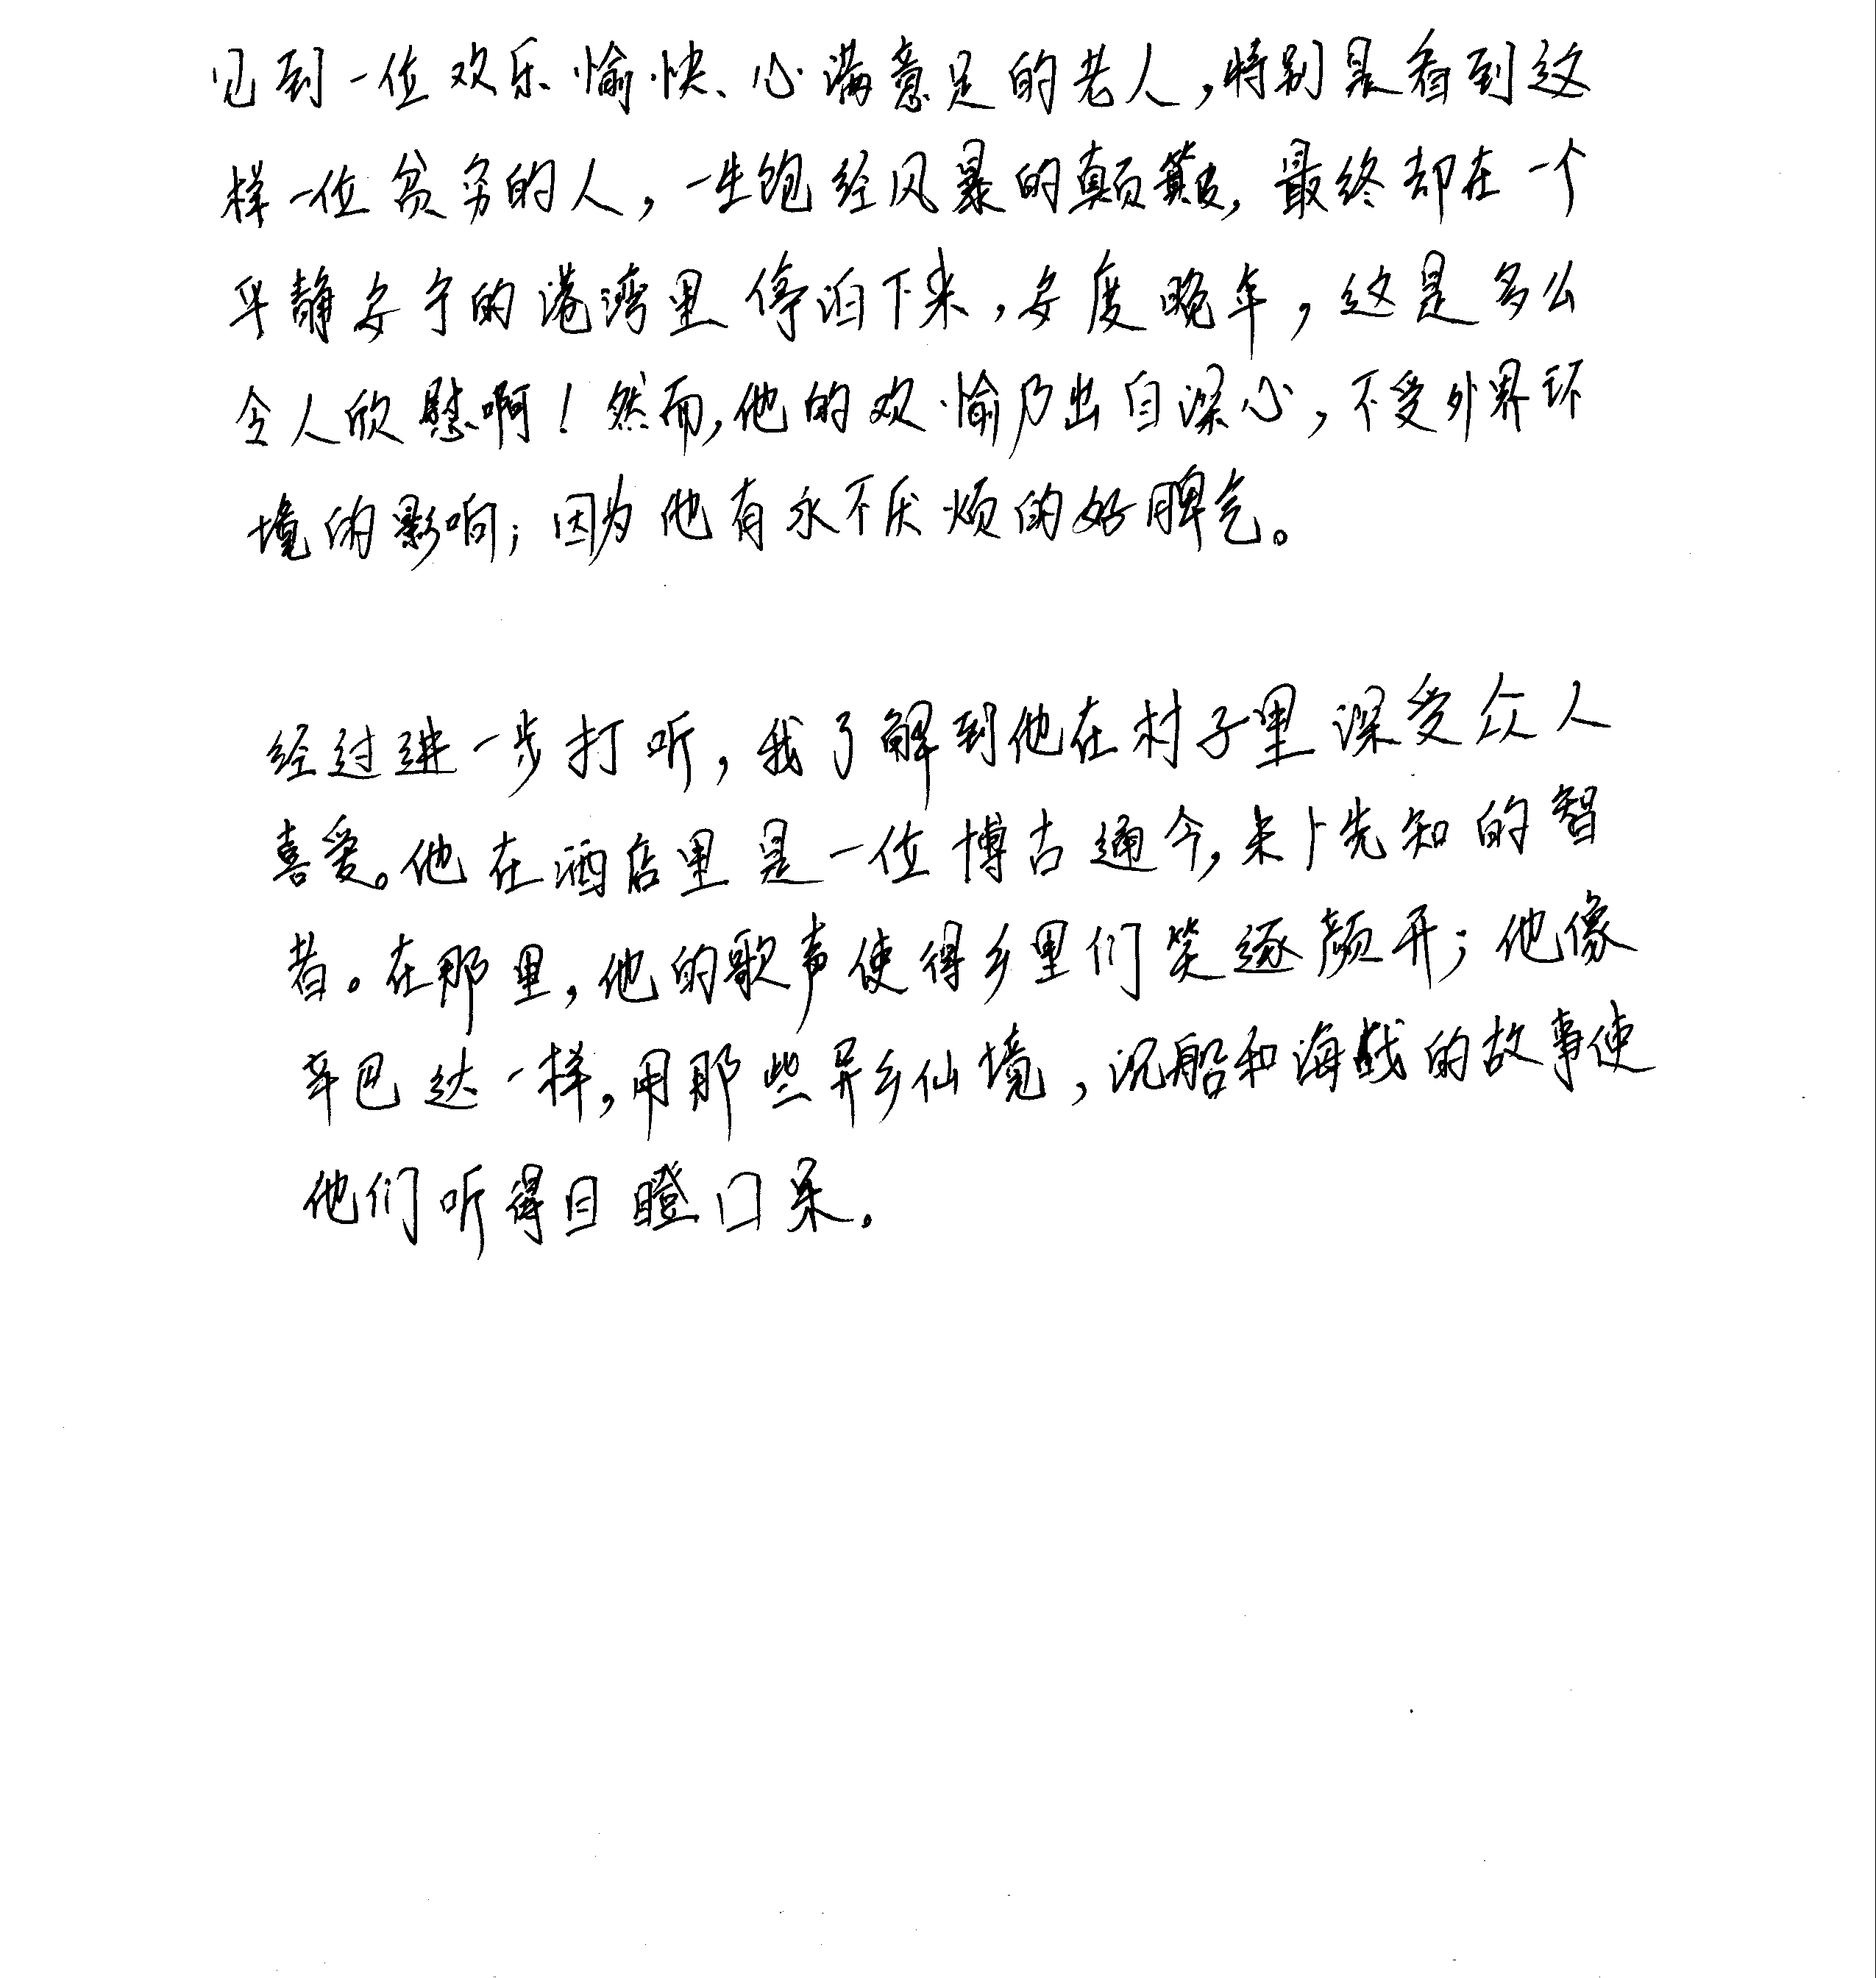 见到一位欢乐愉快、心满意足的老人,特别是看到这
样一位贫穷的人,一生饱经风暴的颠簸,最终却在一个
平静安宁的港湾里停泊下来,安度晚年,这是多么
令人欣慰啊!然而,他的欢愉乃出自深心,不受外界环
境的影响;因为他有永不厌烦的好脾气。
经过进一步打听,我了解到他在村子里深受众人
喜爱。他在酒店里是一位博古通今,未卜先知的智
者。在那里,他的歌声使得乡里们笑逐颜开;他像
辛巴达一样,用那些异乡仙境,沉船和海战的故事使
他们听得目瞪口呆。